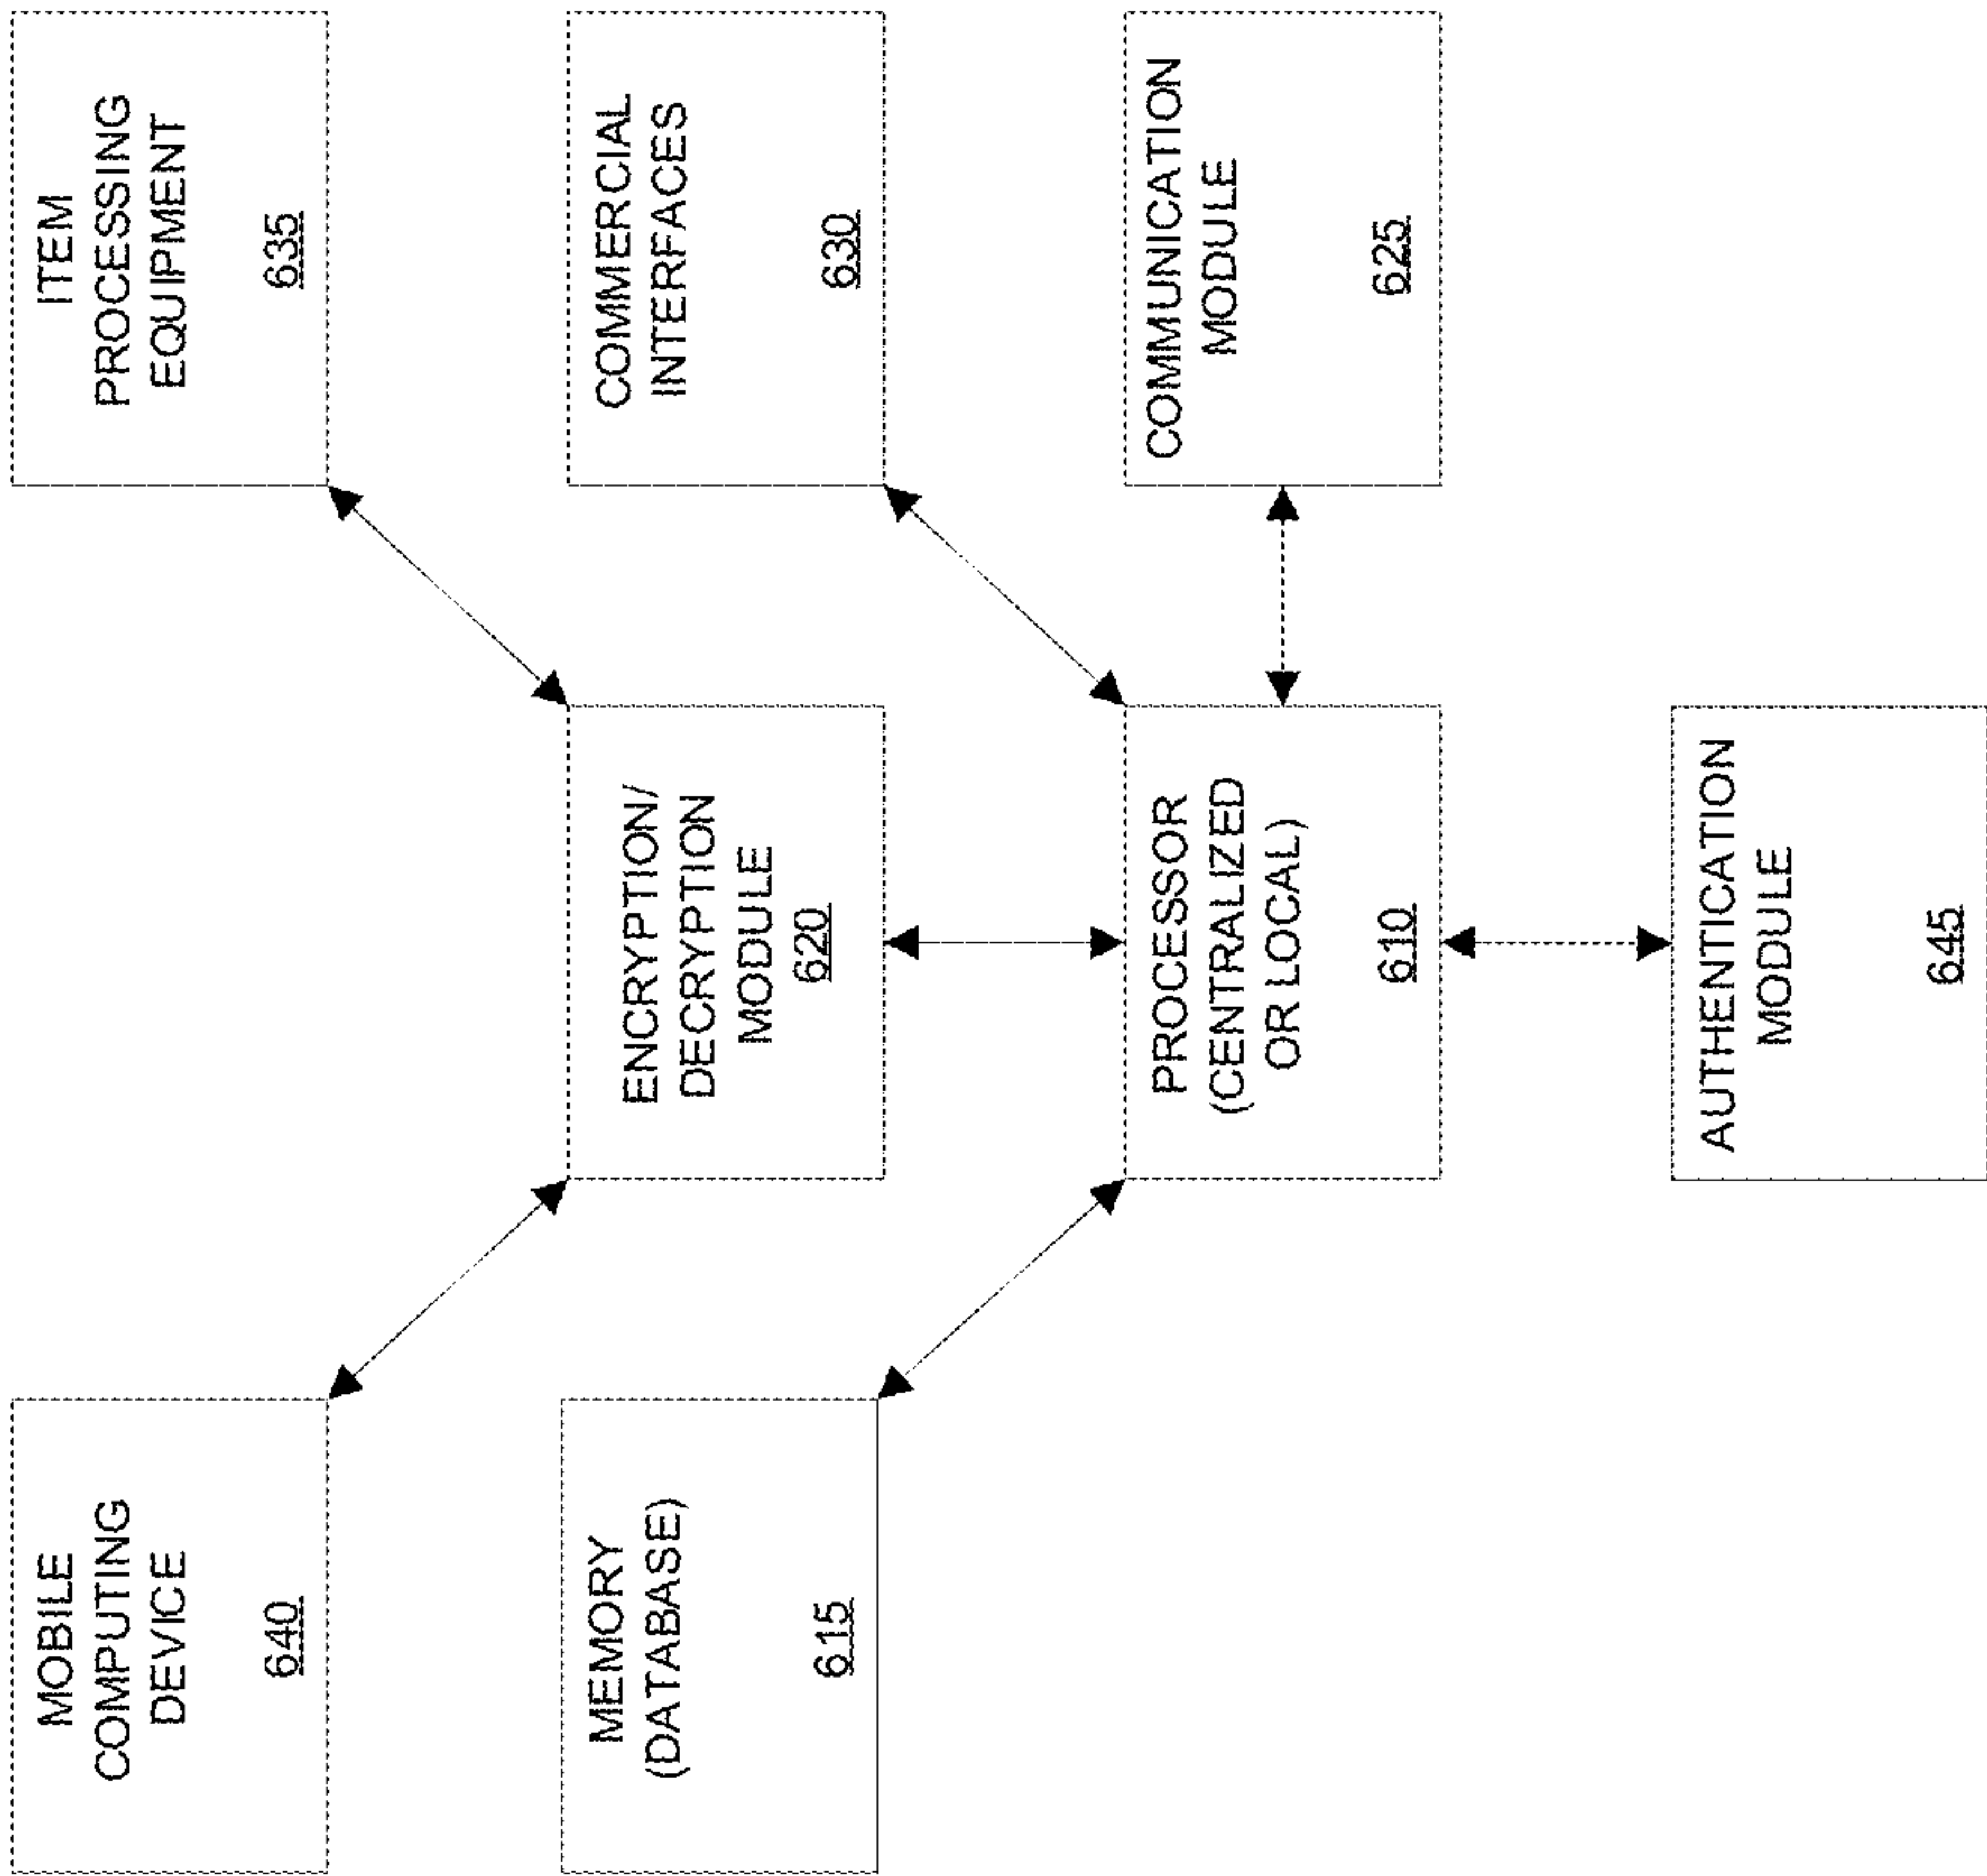 MOBILE
COMPUTING
DEVICE
640
ITEM
PROCESSING
EQUIPMENT
635
MEMORY
(DATABASE)
615
ENCRYPTION/
DECRYPTION
MODULE
620
COMMERCIAL
INTERFACES
630
PROCESSOR
(CENTRALIZED
OR LOCAL)
610
COMMUNICATION
MODULE
625
AUTHENTICATION
MODULE
645